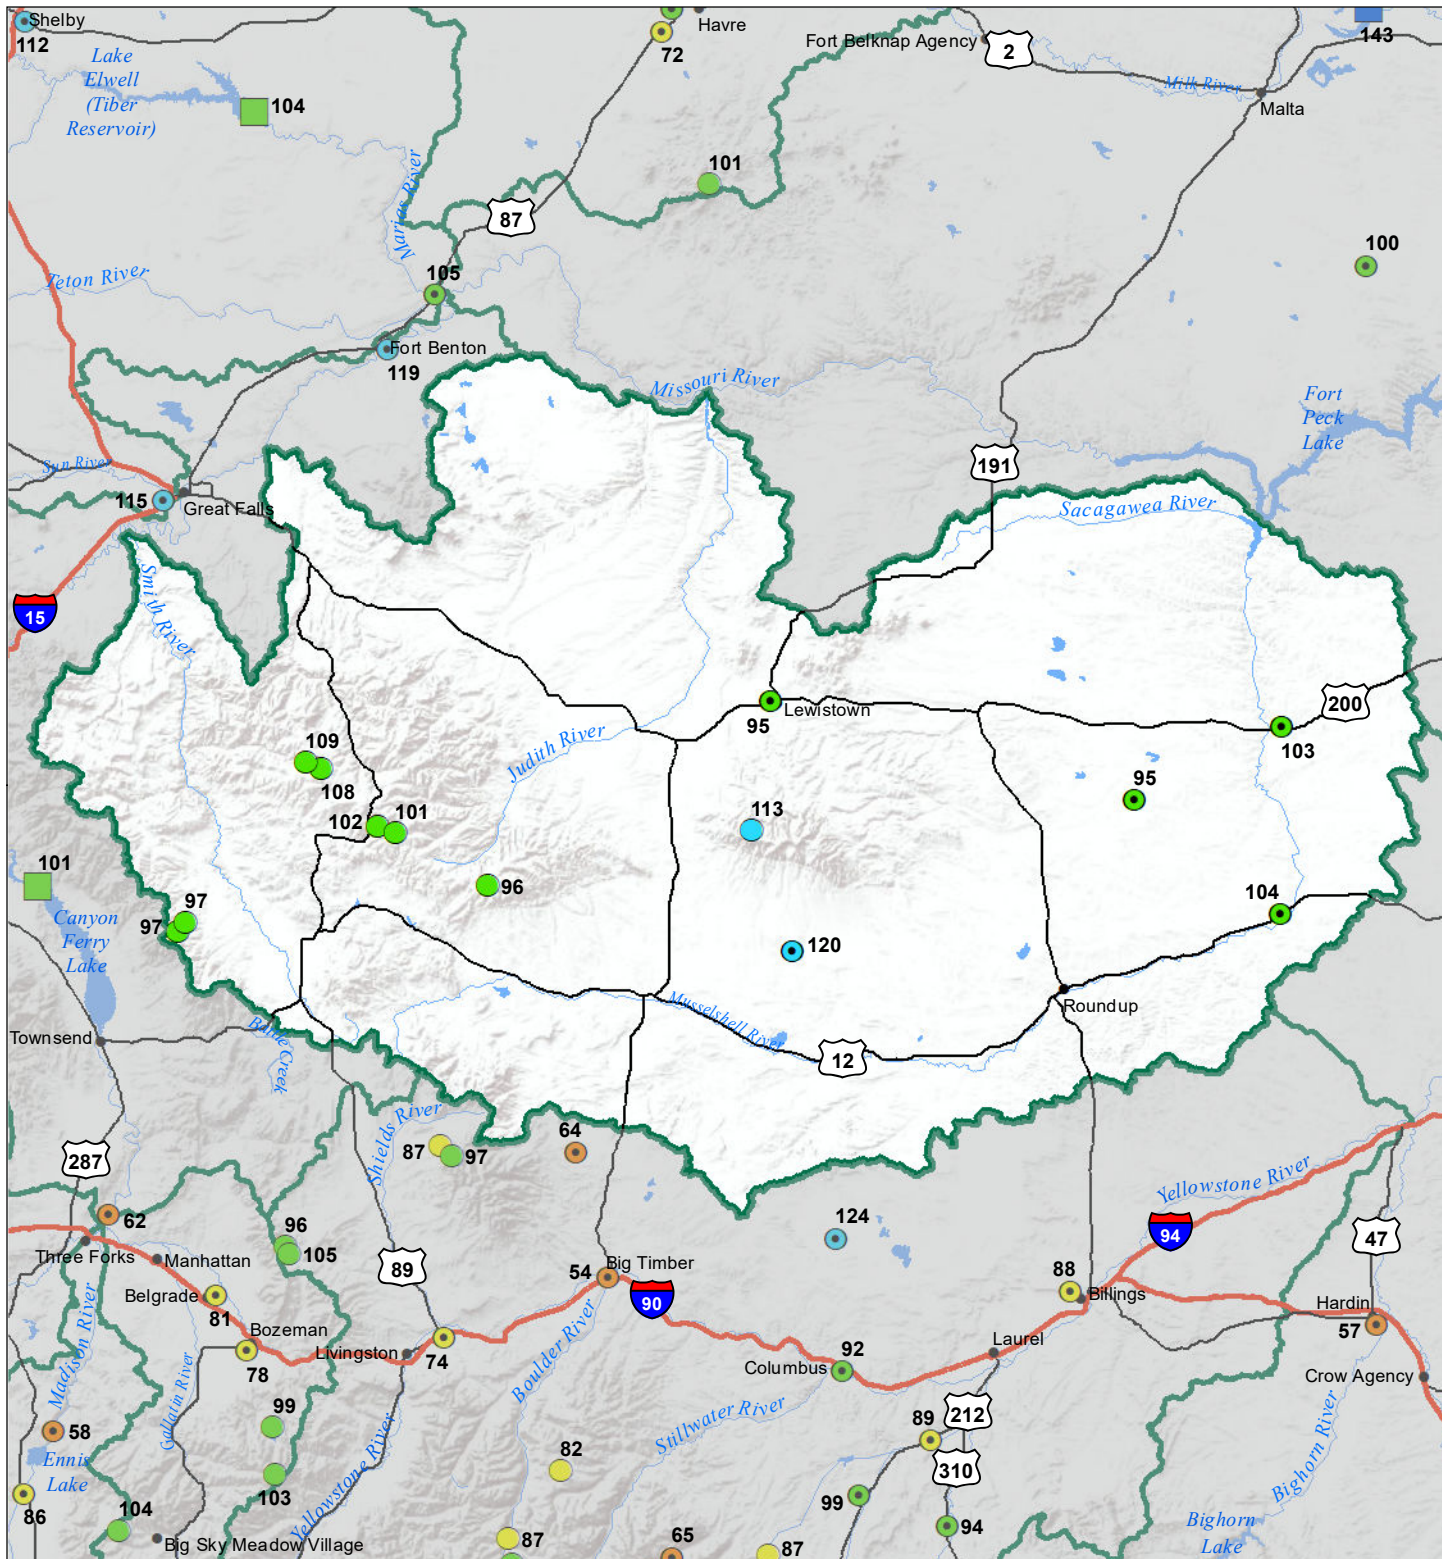 Shelby
112
Lake
Elwell
(Tiber
Reservoir)
104
Havre
72
Fort Belknap Agency
2
Milk River
143
Malta
Marias River
87
101
100
Teton River
105
Fort Benton
119
Missouri River
Fort
Peck
Lake
Sun River
115
Great Falls
191
Sacagawea River
15
Smith River
Judith River
95
Lewistown
200
103
109
108
102
101
113
95
96
104
101
Canyon
Ferry
Lake
97
97
120
Musselshell River
Roundup
12
Townsend
Battle Creek
287
Shields River
87
97
64
62
Three Forks
Manhattan
96
105
89
54
Big Timber
90
124
Yellowstone River
94
47
88
Billings
Hardin
57
Belgrade
81
Bozeman
78
Livingston
74
Madison River
Gallatin River
Boulder River
Columbus
92
Laurel
Crow Agency
58
Ennis
Lake
99
103
Yellowstone River
82
Stillwater River
89
212
310
Bighorn River
86
104
Big Sky Meadow Village
87
65
87
99
94
Bighorn
Lake